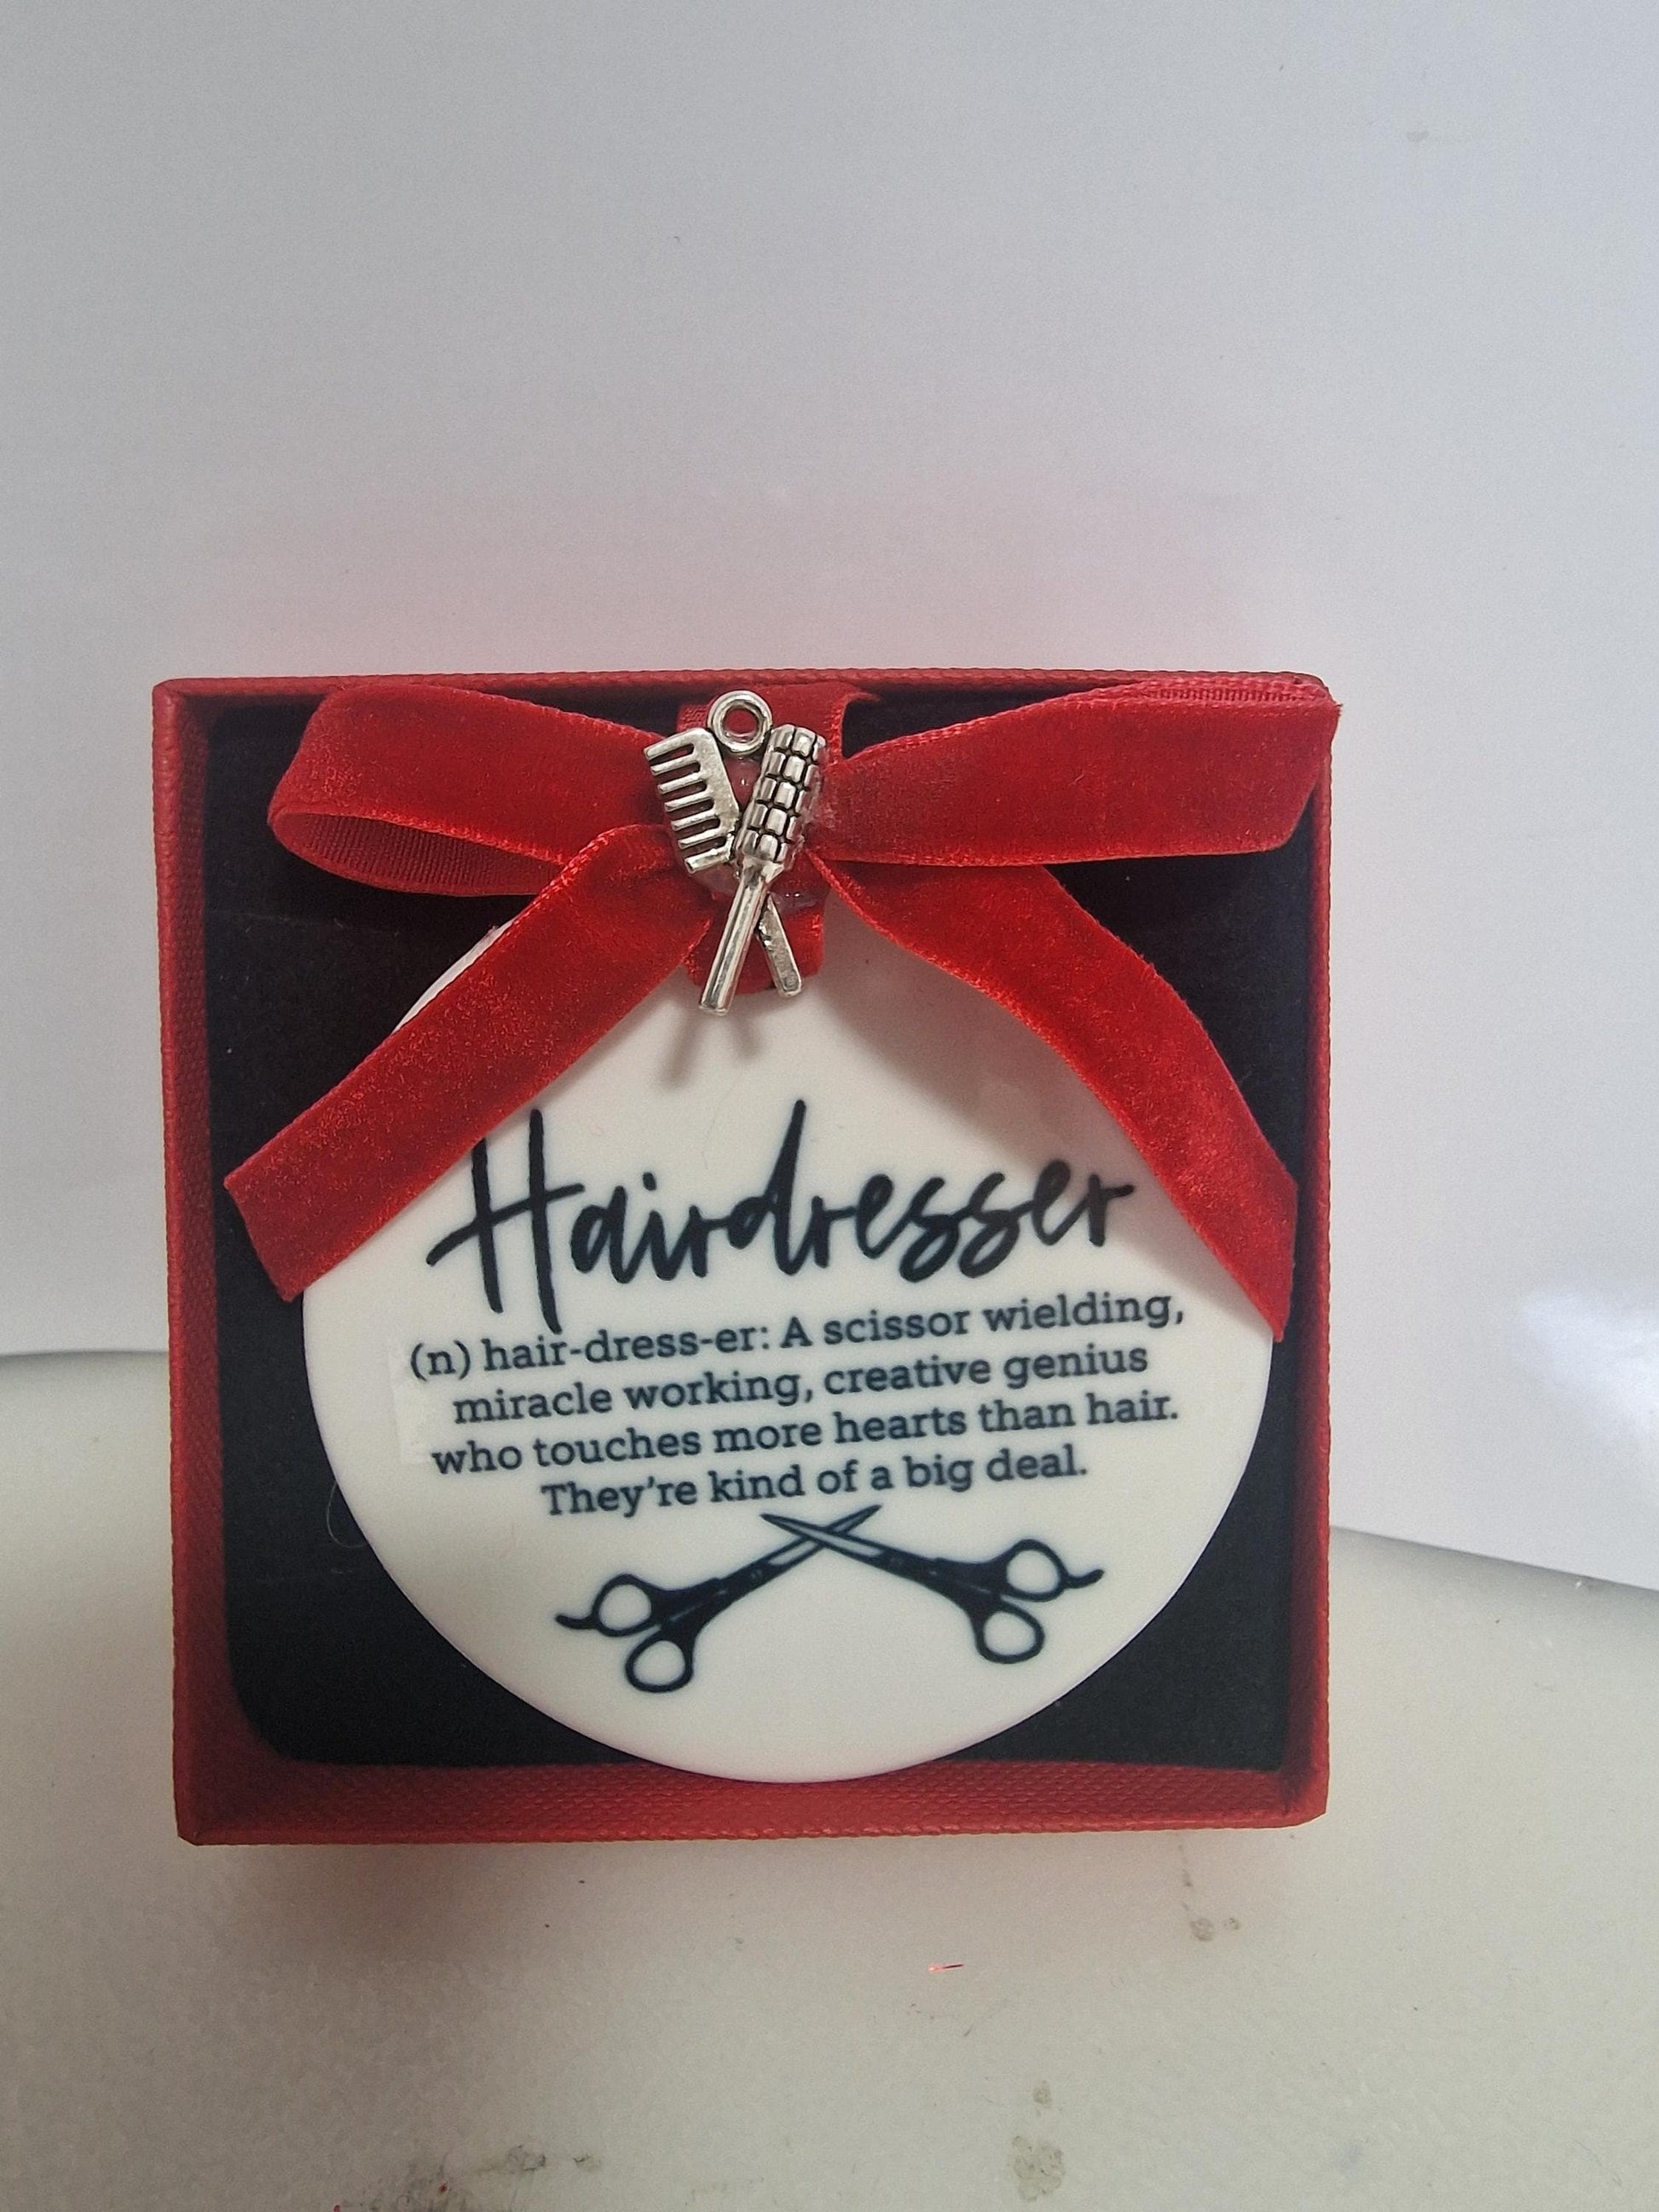 Hairdresser
(n) hair-dress-er: A scissor wielding,
miracle working, creative genius
who touches more hearts than hair.
They're kind of a big deal.